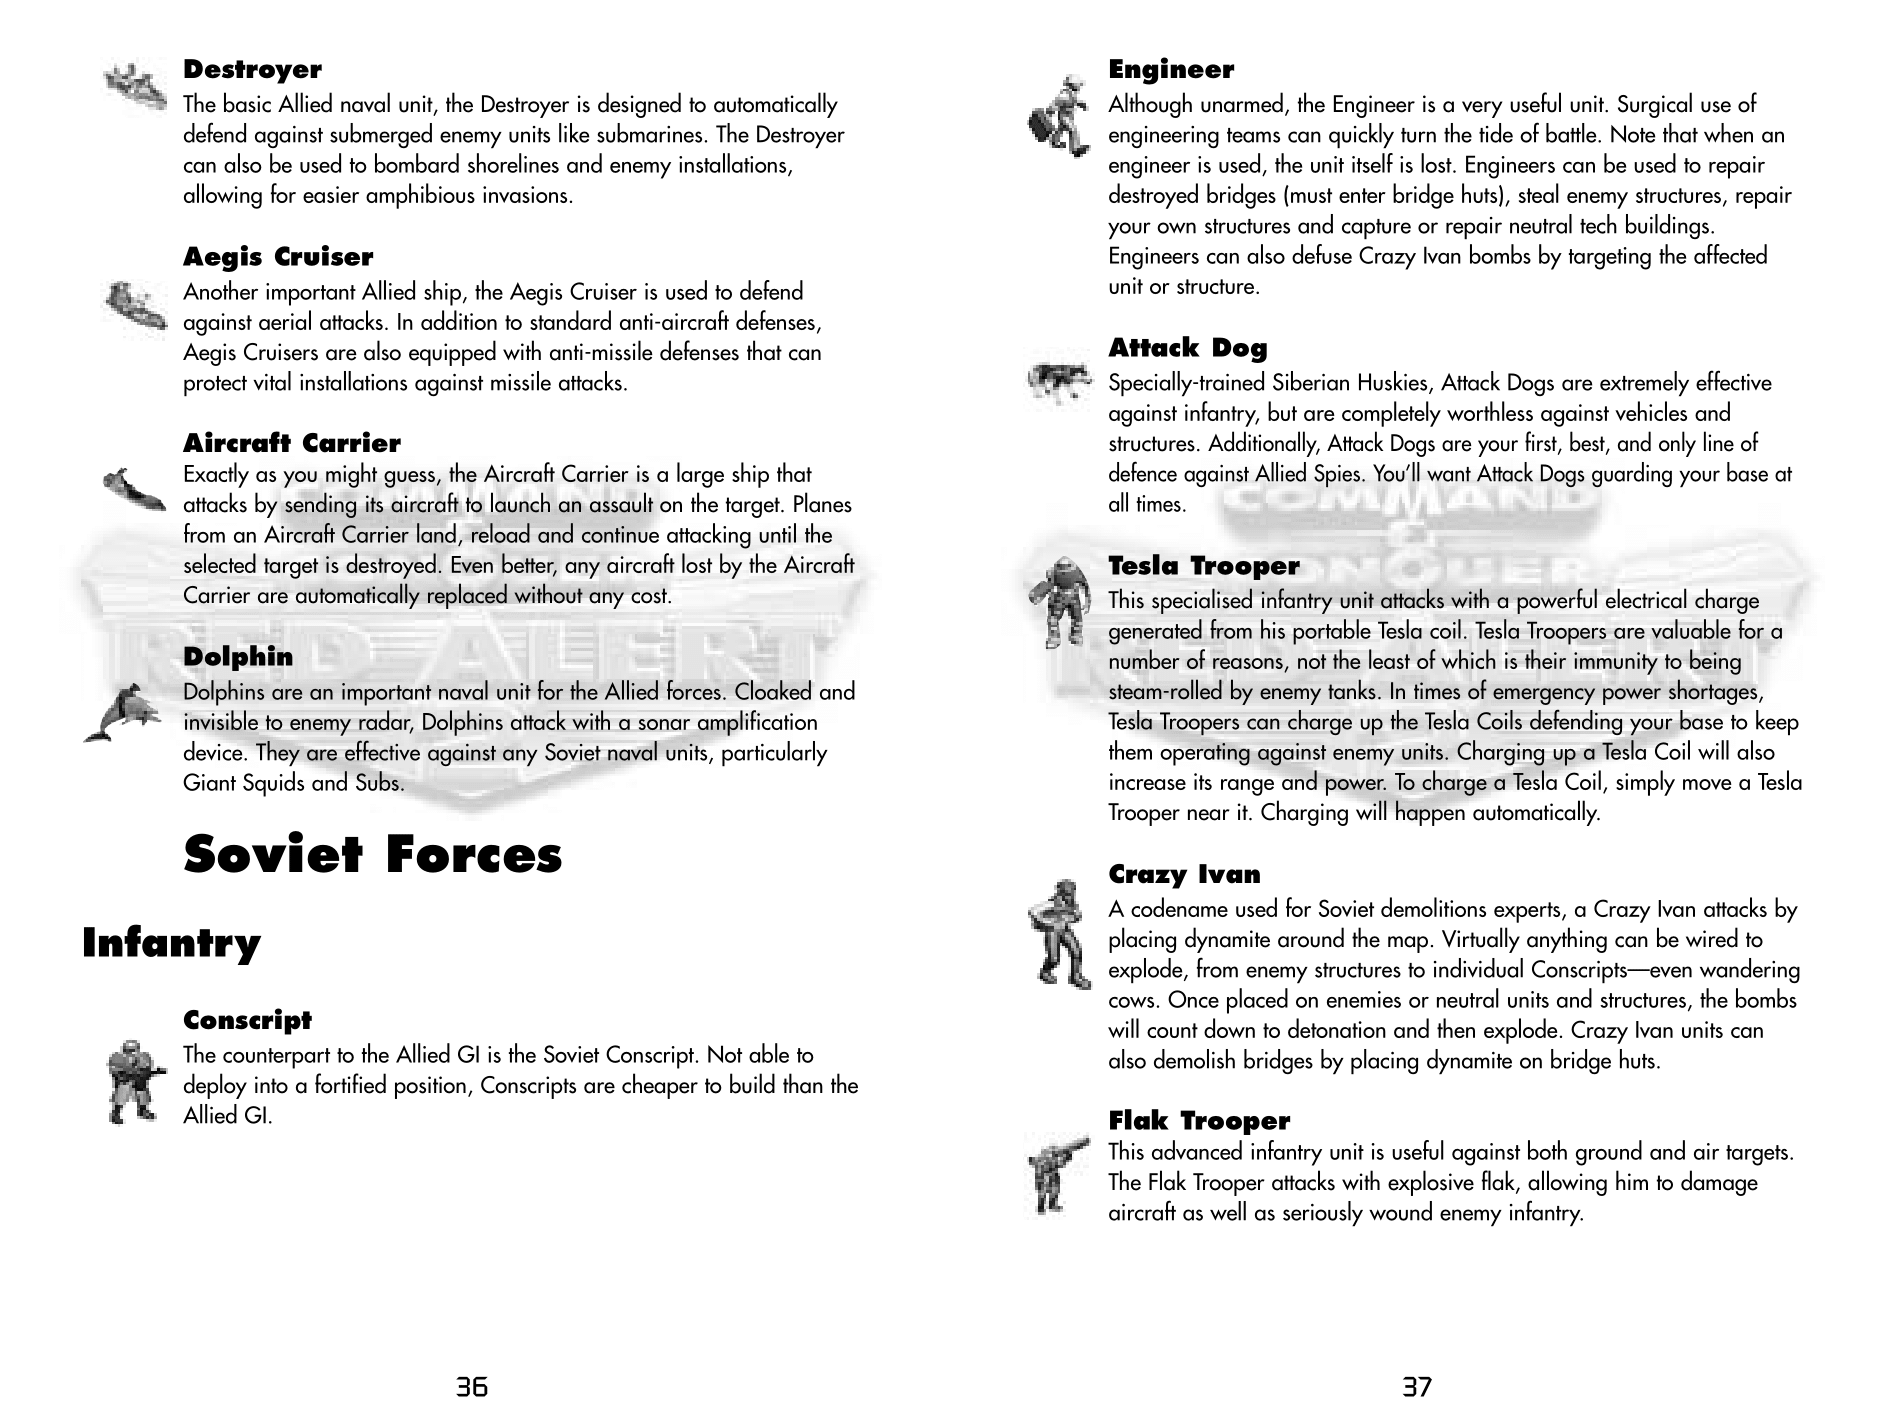 Destroyer
The basic Allied naval unit, the Destroyer is designed to automatically
defend against submerged enemy units like submarines. The Destroyer
can also be used to bombard shorelines and enemy installations,
allowing for easier amphibious invasions.
Aegis Cruiser
Another important Allied ship, the Aegis Cruiser is used to defend
against aerial attacks. In addition to standard anti-aircraft defenses,
Aegis Cruisers are also equipped with anti-missile defenses that can
protect vital installations against missile attacks.
Aircraft Carrier
Exactly as you might guess, the Aircraft Carrier is a large ship that
attacks by sending its aircraft to launch an assault on the target. Planes
from an Aircraft Carrier land, reload and continue attacking until the
selected target is destroyed. Even better, any aircraft lost by the Aircraft
Carrier are automatically replaced without any cost.
Dolphin
Dolphins are an important naval unit for the Allied forces. Cloaked and
invisible to enemy radar, Dolphins attack with a sonar amplification
device. They are effective against any Soviet naval units, particularly
Giant Squids and Subs.
Soviet Forces
Infantry
Conscript
The counterpart to the Allied GI is the Soviet Conscript. Not able to
deploy into a fortified position, Conscripts are cheaper to build than the
Allied GI.
36
Engineer
Although unarmed, the Engineer is a very useful unit. Surgical use of
engineering teams can quickly turn the tide of battle. Note that when an
engineer is used, the unit itself is lost. Engineers can be used to repair
destroyed bridges (must enter bridge huts), steal enemy structures, repair
your own structures and capture or repair neutral tech buildings.
Engineers can also defuse Crazy Ivan bombs by targeting the affected
unit or structure.
Attack Dog
Specially-trained Siberian Huskies, Attack Dogs are extremely effective
against infantry, but are completely worthless against vehicles and
structures. Additionally, Attack Dogs are your first, best, and only line of
defence against Allied Spies. You’ll want Attack Dogs guarding your base at
all times.
Tesla Trooper
This specialised infantry unit attacks with a powerful electrical charge
generated from his portable Tesla coil. Tesla Troopers are valuable for a
number of reasons, not the least of which is their immunity to being
steam-rolled by enemy tanks. In times of emergency power shortages,
Tesla Troopers can charge up the Tesla Coils defending your base to keep
them operating against enemy units. Charging up a Tesla Coil will also
increase its range and power. To charge a Tesla Coil, simply move a Tesla
Trooper near it. Charging will happen automatically.
Crazy Ivan
A codename used for Soviet demolitions experts, a Crazy Ivan attacks by
placing dynamite around the map. Virtually anything can be wired to
explode, from enemy structures to individual Conscripts—even wandering
cows. Once placed on enemies or neutral units and structures, the bombs
will count down to detonation and then explode. Crazy Ivan units can
also demolish bridges by placing dynamite on bridge huts.
Flak Trooper
This advanced infantry unit is useful against both ground and air targets.
The Flak Trooper attacks with explosive flak, allowing him to damage
aircraft as well as seriously wound enemy infantry.
37
COMMAND
&
CONQUER
RED ALERT